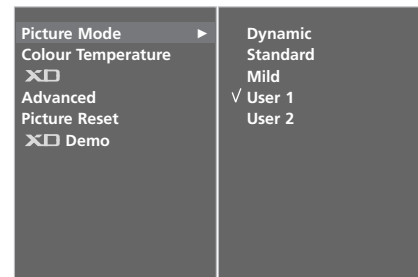 Picture Mode ►
Colour Temperature
XD
Advanced
Picture Reset
XD Demo
Dynamic
Standard
Mild
√ User 1
User 2